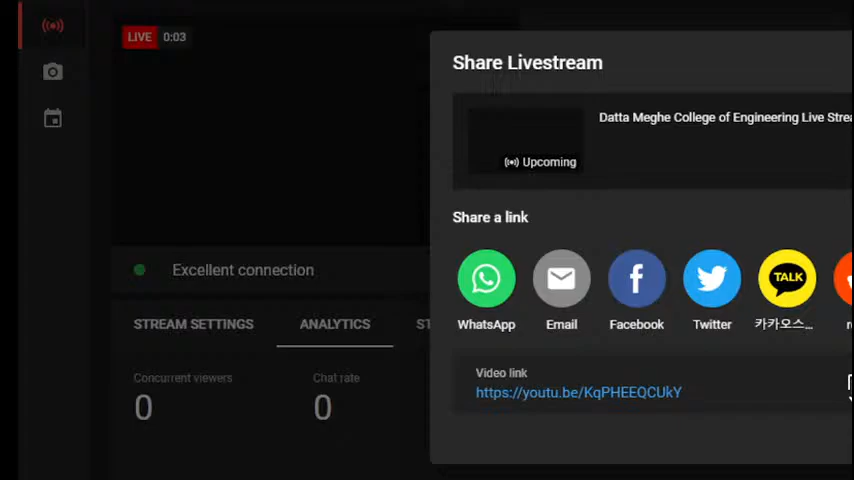 LIVE 0:03
Share Livestream
Datta Meghe College of Engineering Live
Upcoming
Share a link
Excellent connection
TALK
WhatsApp Email Facebook Twitter 카카오스...
STREAM SETTINGS ANALYTICS
Video link
https://youtu.be/KqPHEEQCUkY
Concurrent viewers Chat rate
0 0